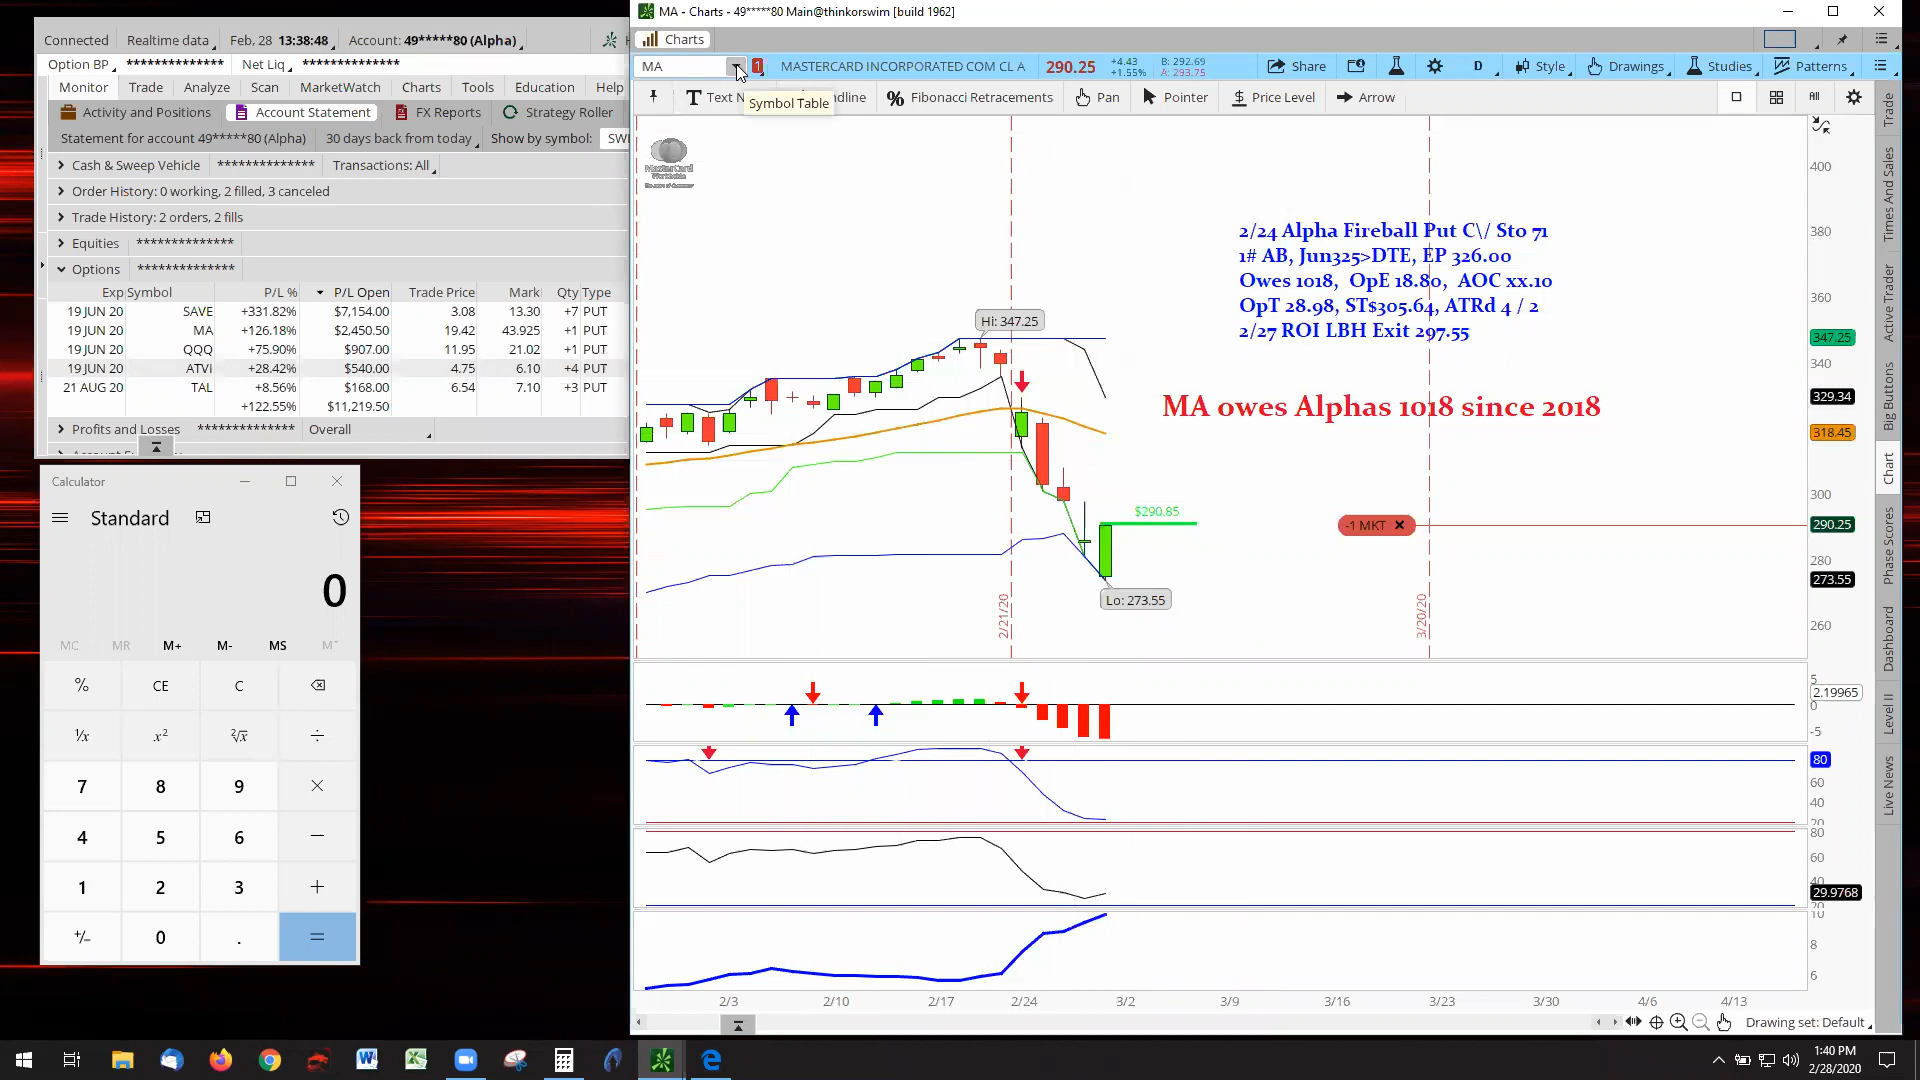 MA - Charts - 49*****80 Main@thinkorswim [build 1962]
Connected Realtime data Feb, 28 13:38:48 Account: 49*****80 (Alpha)
Charts
Option BP ************** Net Liq **************
MA 1 MASTERCARD INCORPORATED COM CL A 290.25 +4.43 +1.55% B: 292.69 A: 293.75 Share D Style Drawings Studies Patterns
Monitor Trade Analyze Scan MarketWatch Charts Tools Education Help
Text Fibonacci Retracements Pan Pointer Price Level Arrow All
Symbol Table
Activity and Positions Account Statement FX Reports Strategy Roller
Statement for account 49*****80 (Alpha) 30 days back from today Show by symbol:
Cash & Sweep Vehicle ************** Transactions: All
Order History: 0 working, 2 filled, 3 canceled
Trade History: 2 orders, 2 fills
Equities **************
Options **************
Exp Symbol P/L % P/L Open Trade Price Mark Qty TYPE
19 JUN 20 SAVE +331.82% $7,154.00 3.08 13.30 +7 PUT
19 JUN 20 MA +126.18% $2,450.50 19.42 43.925 +1 PUT
19 JUN 20 QQQ +75.90% $907.00 11.95 21.02 +1 PUT
19 JUN 20 ATVI +28.42% $540.00 4.75 6.10 +4 PUT
21 AUG 20 TAL +8.56% $168.00 6.54 7.10 +3 PUT
+122.55% $11,219.50
Profits and Losses ************** Overall
Calculator
Standard
0
MC MR M+ M- MS
% CE C
¹/x x² ²√x ÷
7 8 9 ×
4 5 6 −
1 2 3 +
+/− 0 . =
MasterCard
Worldwide
2/24 Alpha Fireball Put C\/ Sto 71
1# AB, Jun325>DTE, EP 326.00
Owes 1018, OpE 18.80, AOC xx.10
OpT 28.98, ST$305.64, ATRd 4 / 2
2/27 ROI LBH Exit 297.55
MA owes Alphas 1018 since 2018
Hi: 347.25
$290.85
-1 MKT
Lo: 273.55
2/21/20
3/20/20
400
380
360
347.25
340
329.34
318.45
300
290.25
280
273.55
260
5
2.19965
0
-5
80
60
40
20
80
60
40
29.9768
20
10
8
6
2/3 2/10 2/17 2/24 3/2 3/9 3/16 3/23 3/30 4/6 4/13
Drawing set: Default
Trade
Times And Sales
Active Trader
Big Buttons
Chart
Phase Scores
Dashboard
Level II
Live News
1:40 PM
2/28/2020